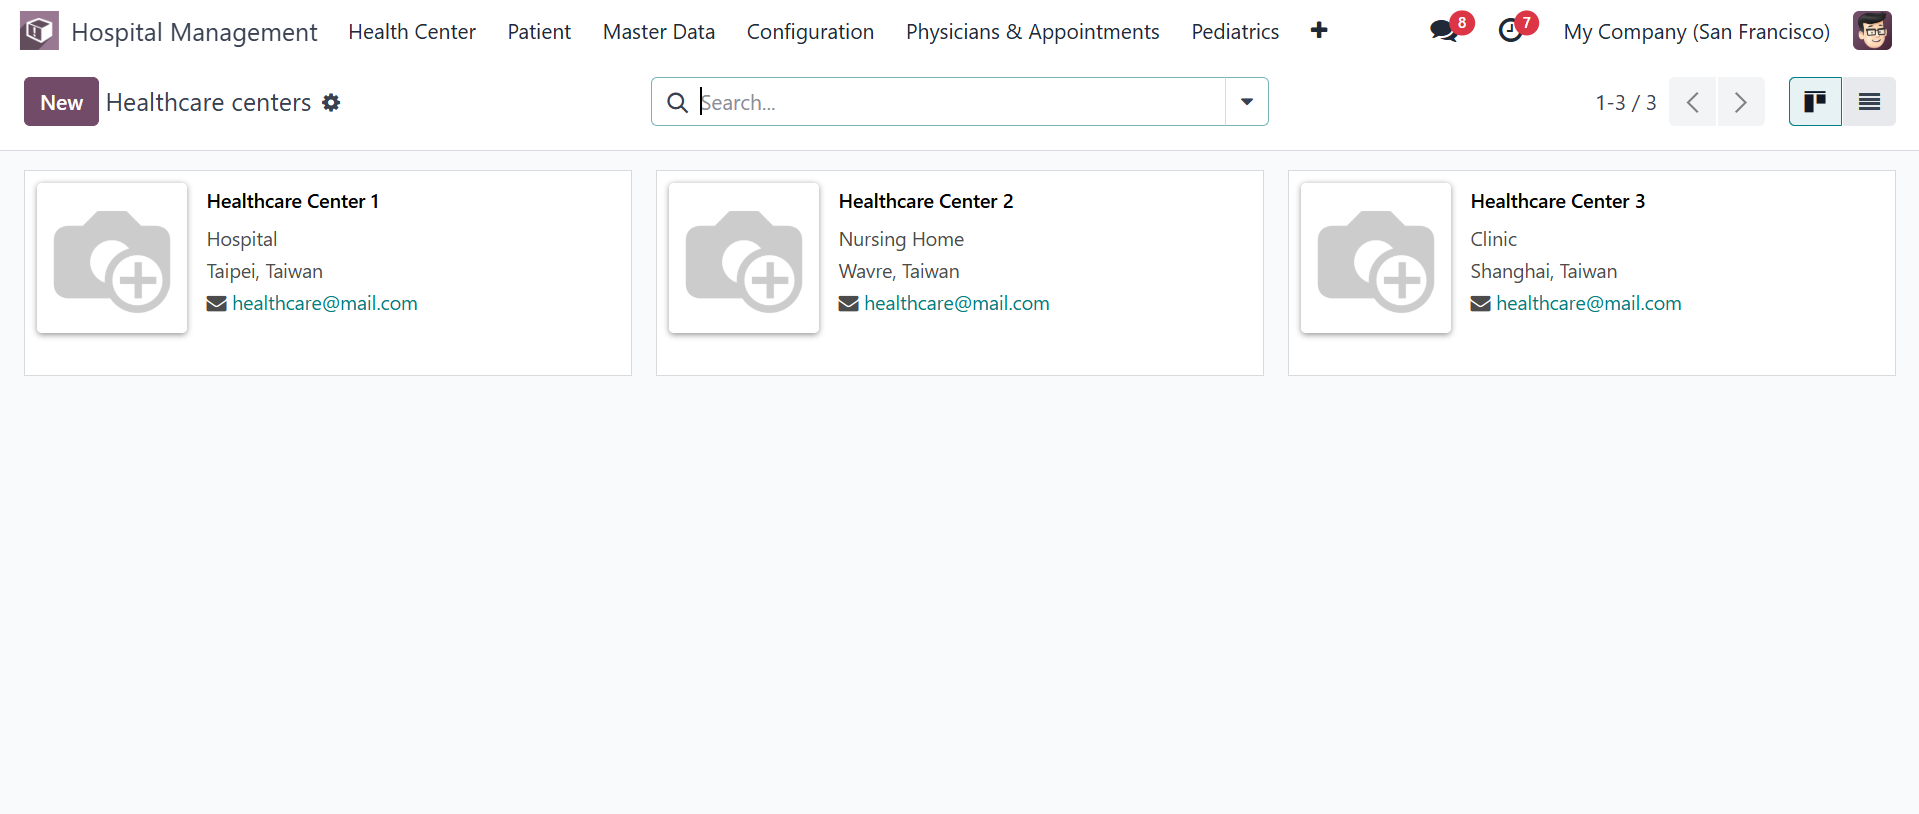 Hospital Management Health Center Patient Master Data Configuration Physicians & Appointments Pediatrics 8 7 My Company (San Francisco)
New Healthcare centers Search... 1-3 / 3
Healthcare Center 1
Hospital
Taipei, Taiwan
healthcare@mail.com
Healthcare Center 2
Nursing Home
Wavre, Taiwan
healthcare@mail.com
Healthcare Center 3
Clinic
Shanghai, Taiwan
healthcare@mail.com